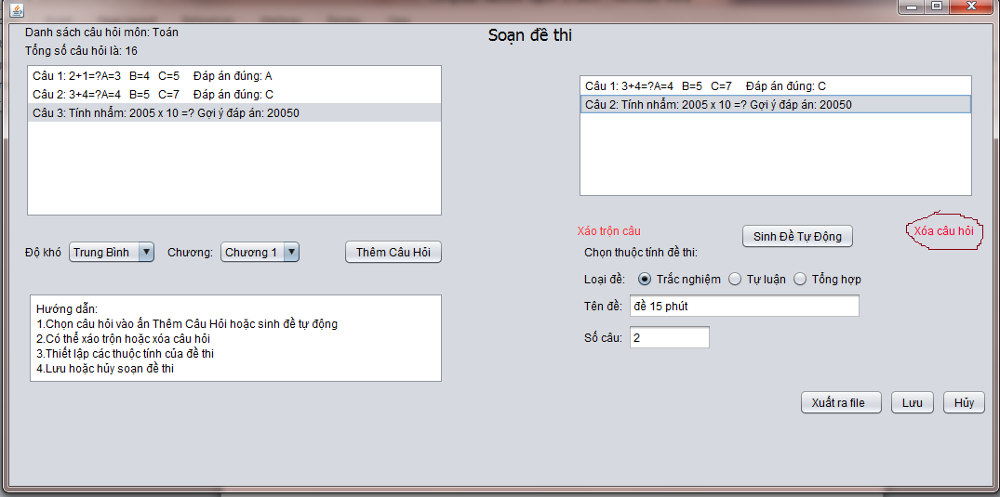 Soạn đề thi
Danh sách câu hỏi môn: Toán
Tổng số câu hỏi là: 16
Câu 1: 2+1=?A=3 B=4 C=5 Đáp án đúng: A
Câu 2: 3+4=?A=4 B=5 C=7 Đáp án đúng: C
Câu 3: Tính nhẩm: 2005 x 10 =? Gợi ý đáp án: 20050
Độ khó Trung Bình Chương: Chương 1 Thêm Câu Hỏi
Hướng dẫn:
1.Chọn câu hỏi vào ấn Thêm Câu Hỏi hoặc sinh đề tự động
2.Có thể xáo trộn hoặc xóa câu hỏi
3.Thiết lập các thuộc tính của đề thi
4.Lưu hoặc hủy soạn đề thi
Câu 1: 3+4=?A=4 B=5 C=7 Đáp án đúng: C
Câu 2: Tính nhẩm: 2005 x 10 =? Gợi ý đáp án: 20050
Xáo trộn câu Sinh Đề Tự Động Xóa câu hỏi
Chọn thuộc tính đề thi:
Loại đề: Trắc nghiệm Tự luận Tổng hợp
Tên đề: đề 15 phút
Số câu: 2
Xuất ra file Lưu Hủy